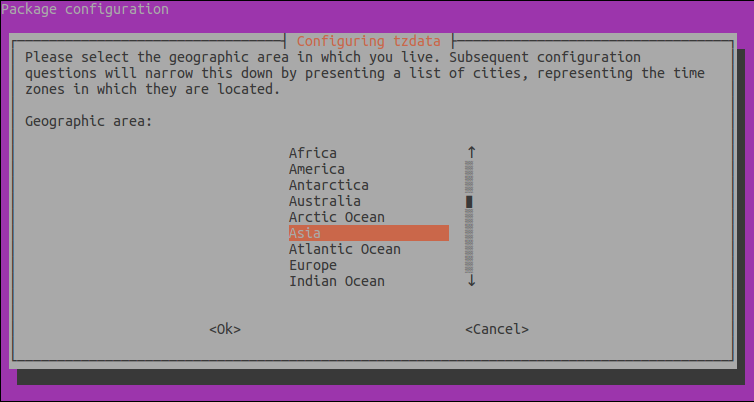 Package configuration
Configuring tzdata
Please select the geographic area in which you live. Subsequent configuration
questions will narrow this down by presenting a list of cities, representing the time
zones in which they are located.
Geographic area:
Africa
America
Antarctica
Australia
Arctic Ocean
Asia
Atlantic Ocean
Europe
Indian Ocean
<Ok> <Cancel>